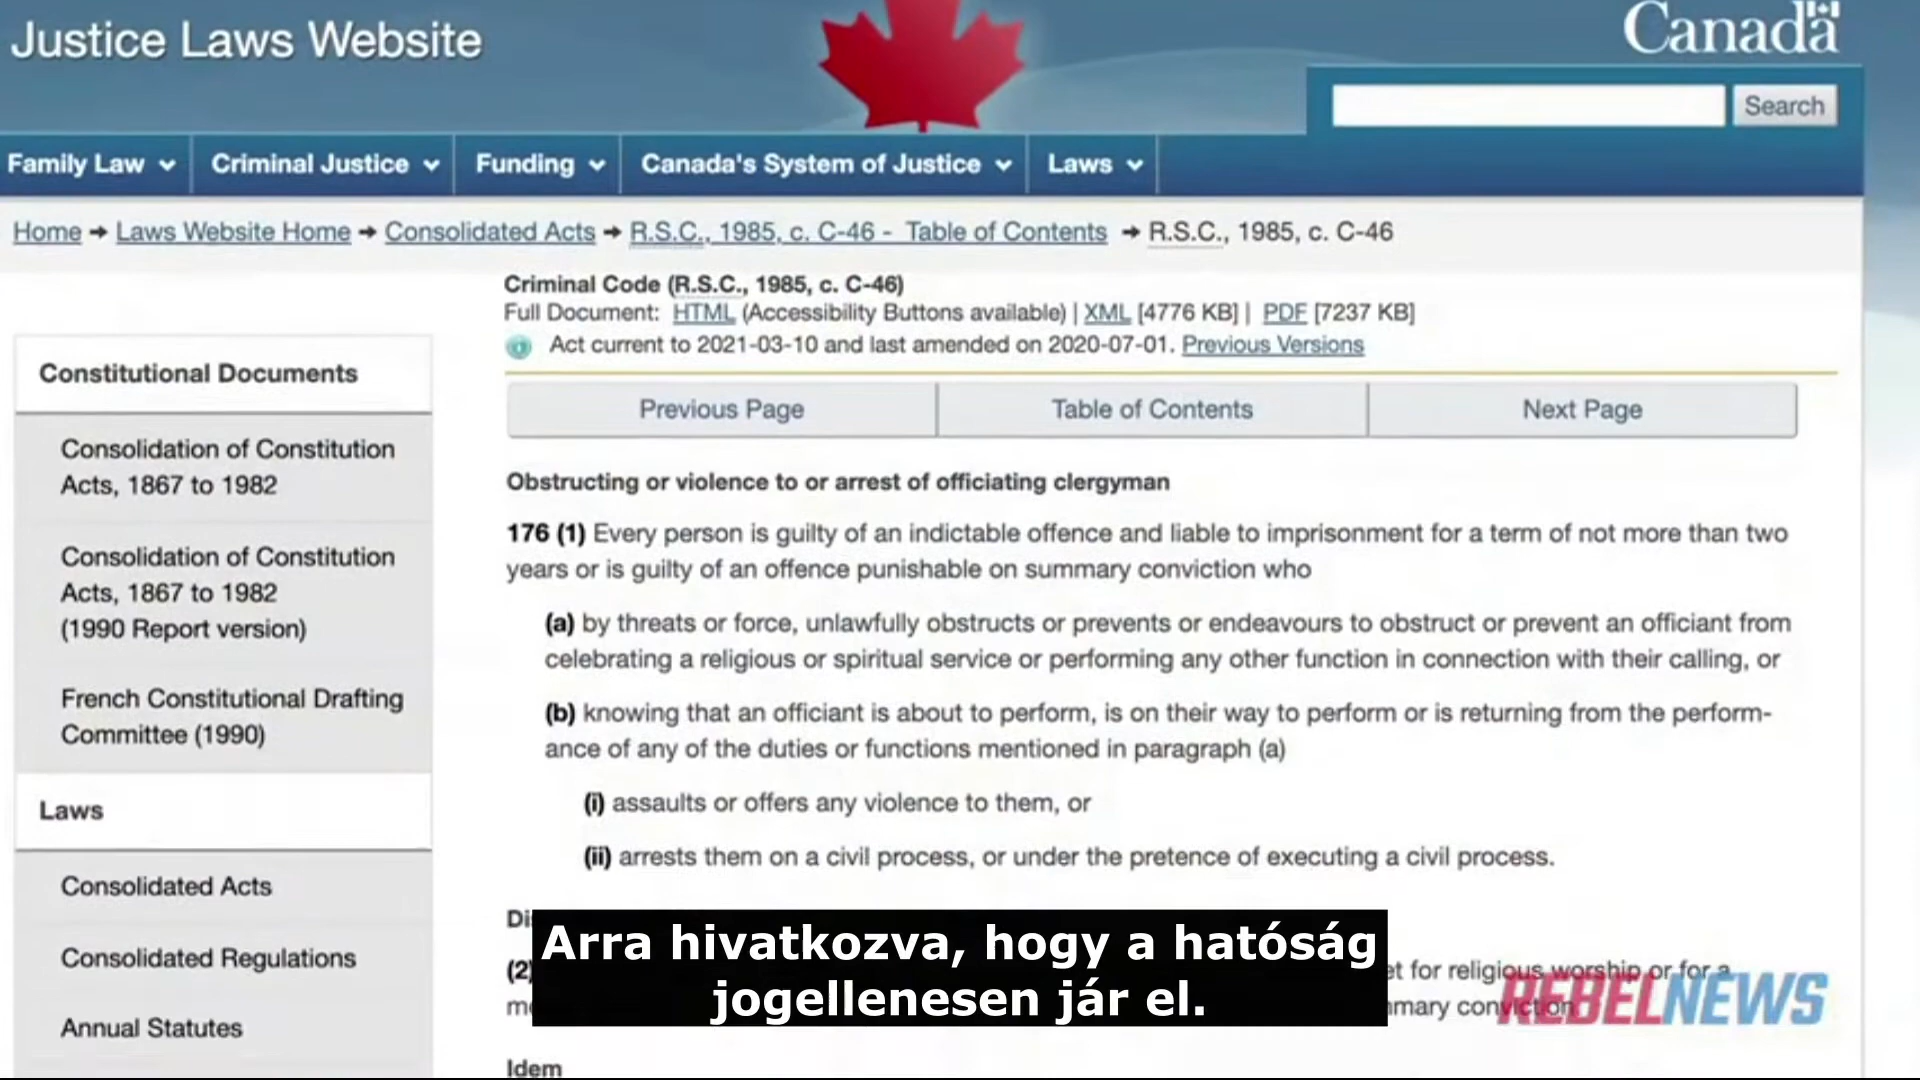 Justice Laws Website
Canada
Search
Family Law
Criminal Justice
Funding
Canada's System of Justice
Laws
Home → Laws Website Home → Consolidated Acts → R.S.C., 1985, c. C-46 - Table of Contents → R.S.C., 1985, c. C-46
Criminal Code (R.S.C., 1985, c. C-46)
Full Document: HTML (Accessibility Buttons available) | XML [4776 KB] | PDF [7237 KB]
Act current to 2021-03-10 and last amended on 2020-07-01. Previous Versions
Previous Page
Table of Contents
Next Page
Constitutional Documents
Consolidation of Constitution
Acts, 1867 to 1982
Consolidation of Constitution
Acts, 1867 to 1982
(1990 Report version)
French Constitutional Drafting
Committee (1990)
Laws
Consolidated Acts
Consolidated Regulations
Annual Statutes
Obstructing or violence to or arrest of officiating clergyman
176 (1) Every person is guilty of an indictable offence and liable to imprisonment for a term of not more than two
years or is guilty of an offence punishable on summary conviction who
(a) by threats or force, unlawfully obstructs or prevents or endeavours to obstruct or prevent an officiant from
celebrating a religious or spiritual service or performing any other function in connection with their calling, or
(b) knowing that an officiant is about to perform, is on their way to perform or is returning from the perform-
ance of any of the duties or functions mentioned in paragraph (a)
(i) assaults or offers any violence to them, or
(ii) arrests them on a civil process, or under the pretence of executing a civil process.
(2) for religious worship or for a
conviction
Idem
Arra hivatkozva, hogy a hatóság
jogellenesen jár el.
REBELNEWS